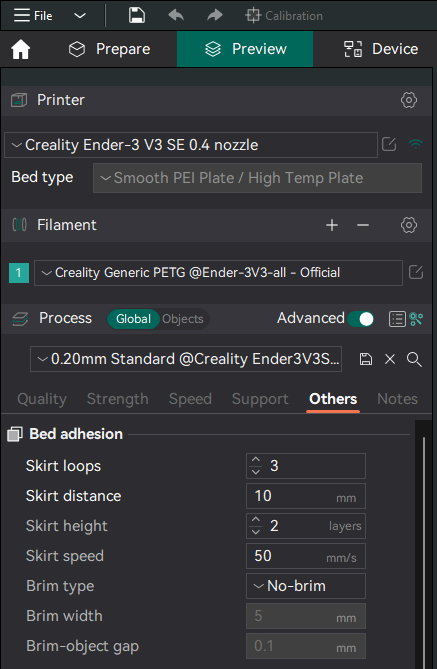 File Calibration
Prepare Preview Device
Printer
Creality Ender-3 V3 SE 0.4 nozzle
Bed type Smooth PEI Plate / High Temp Plate
Filament
1 Creality Generic PETG @Ender-3V3-all - Official
Process Global Objects Advanced
0.20mm Standard @Creality Ender3V3S...
Quality Strength Speed Support Others Notes
Bed adhesion
Skirt loops 3
Skirt distance 10 mm
Skirt height 2 layers
Skirt speed 50 mm/s
Brim type No-brim
Brim width 5 mm
Brim-object gap 0.1 mm